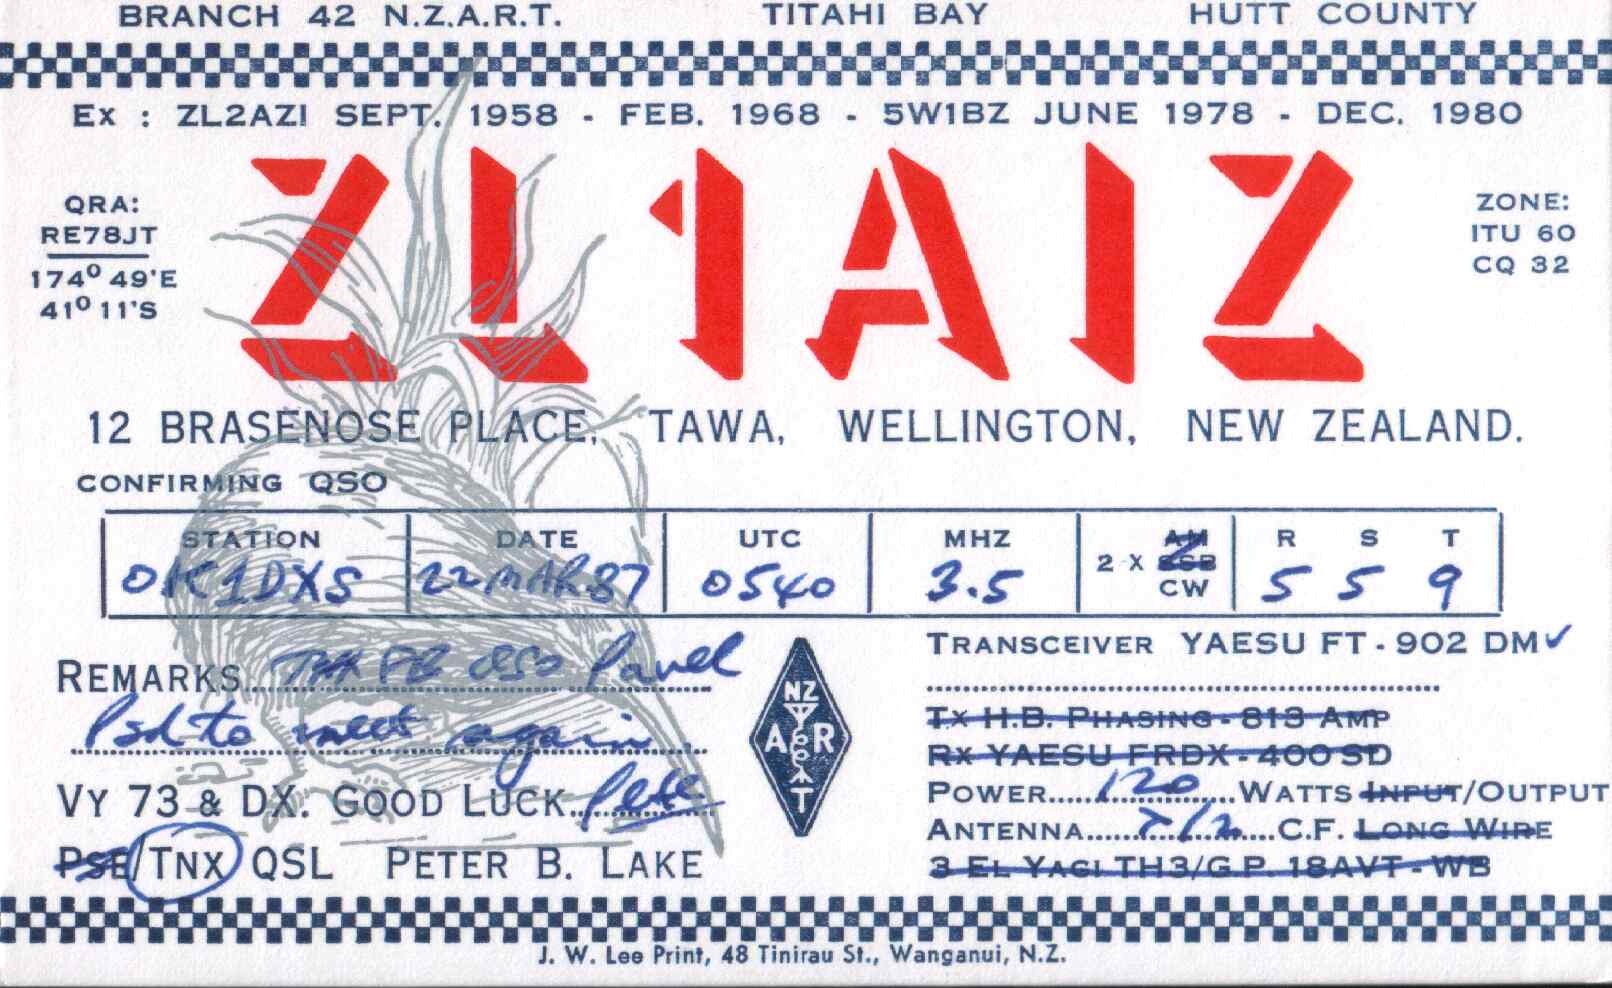 BRANCH 42 N.Z.A.R.T. TITAHI BAY HUTT COUNTY
EX : ZL2AZI SEPT. 1958 - FEB. 1968 - 5W1BZ JUNE 1978 - DEC. 1980
ZL1AIZ
QRA:
RE78JT
174° 49'E
41° 11'S
ZONE:
ITU 60
CQ 32
12 BRASENOSE PLACE, TAWA, WELLINGTON, NEW ZEALAND.
CONFIRMING QSO
STATION DATE UTC MHZ 2 X AM SSB CW R S T
OK1DXS 22 MAR 87 0540 3.5 5 5 9
REMARKS TNX FB QSO Pavel
Psd to meet again
VY 73 & DX. GOOD LUCK Pete
PSE/TNX QSL PETER B. LAKE
NZ
A R
T
TRANSCEIVER YAESU FT - 902 DM ✓
TX H.B. PHASING - 813 AMP
RX YAESU FRDX - 400 SD
POWER 120 WATTS INPUT/OUTPUT
ANTENNA λ/2 C.F. LONG WIRE
3 EL YAGI TH3/G.P. 18AVT - WB
J. W. Lee Print, 48 Tinirau St., Wanganui, N.Z.